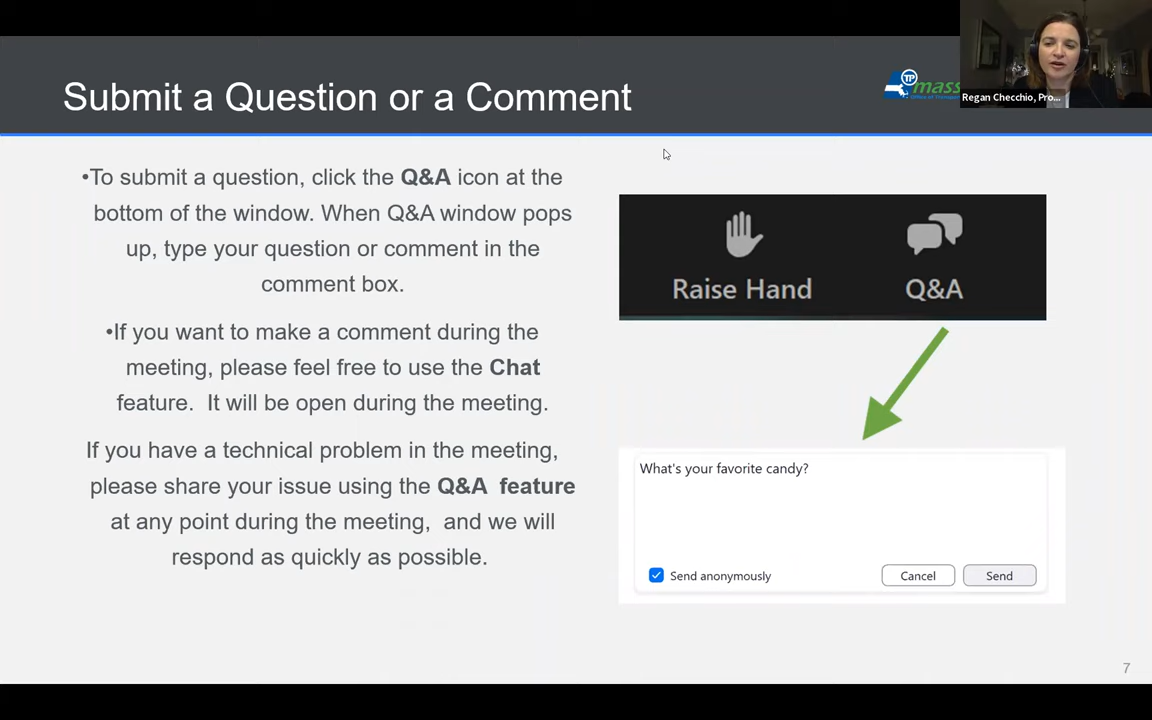 Submit a Question or a Comment
TP
mass
Regan Checchio, Pro...
•To submit a question, click the Q&A icon at the
bottom of the window. When Q&A window pops
up, type your question or comment in the
comment box.
•If you want to make a comment during the
meeting, please feel free to use the Chat
feature.  It will be open during the meeting.
If you have a technical problem in the meeting,
please share your issue using the Q&A  feature
at any point during the meeting,  and we will
respond as quickly as possible.
Raise Hand
Q&A
What's your favorite candy?
Send anonymously
Cancel
Send
7